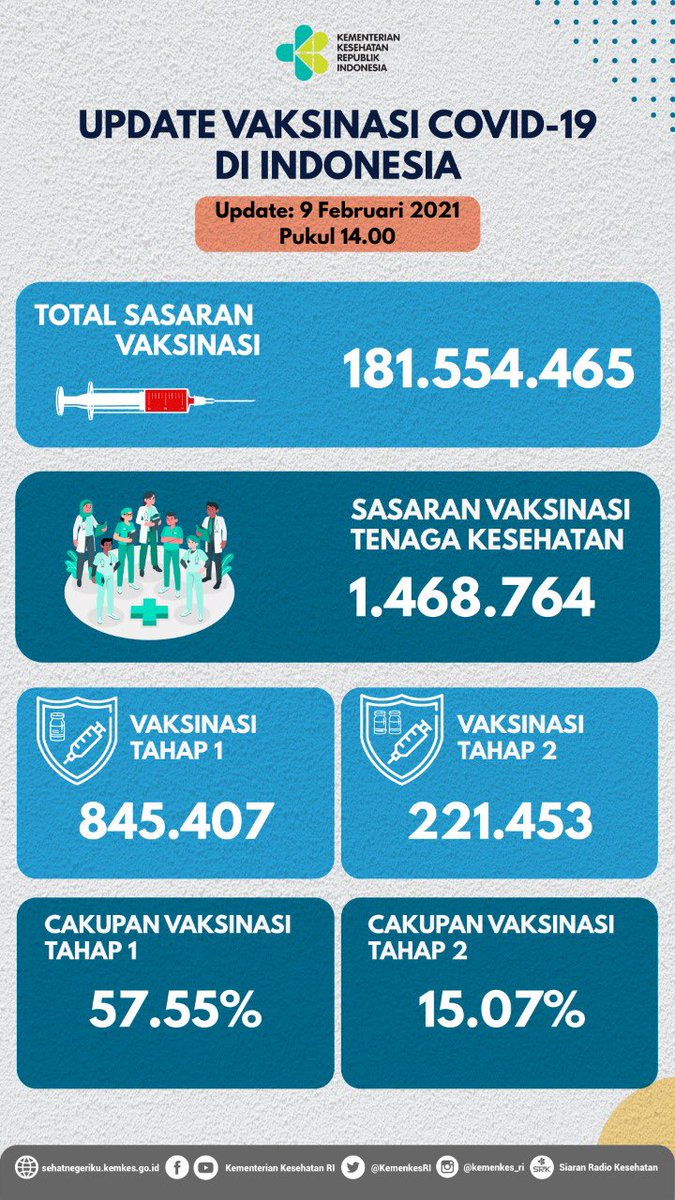 KEMENTERIAN
KESEHATAN
REPUBLIK
INDONESIA
UPDATE VAKSINASI COVID-19
DI INDONESIA
Update: 9 Februari 2021
Pukul 14.00
TOTAL SASARAN
VAKSINASI
181.554.465
SASARAN VAKSINASI
TENAGA KESEHATAN
1.468.764
VAKSINASI
TAHAP 1
845.407
VAKSINASI
TAHAP 2
221.453
CAKUPAN VAKSINASI
TAHAP 1
57.55%
CAKUPAN VAKSINASI
TAHAP 2
15.07%
sehatnegeriku.kemkes.go.id Kementerian Kesehatan RI @KemenkesRI @kemenkes_ri SRK Siaran Radio Kesehatan